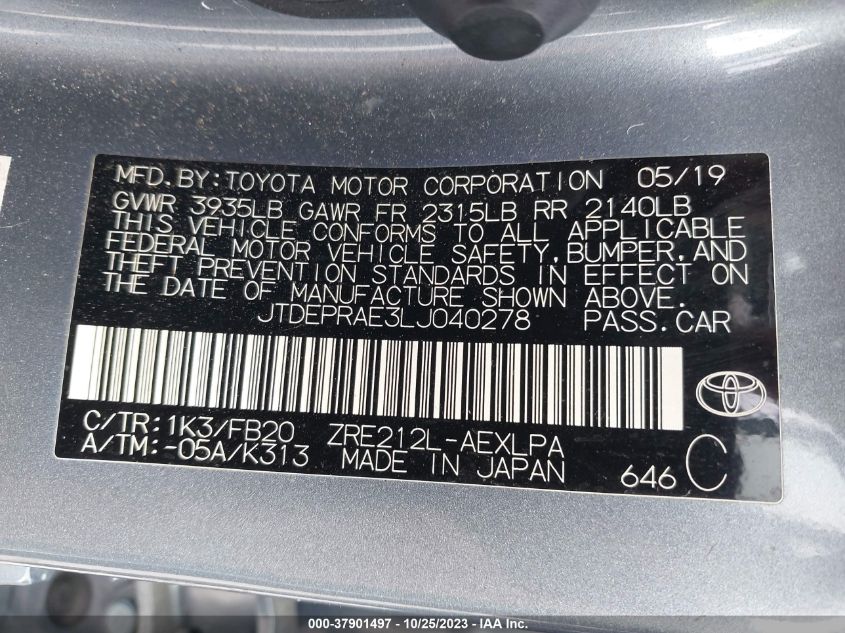 MFD.BY:TOYOTA MOTOR CORPORATION 05/19
GVWR 3935LB GAWR FR 2315LB RR 2140LB
THIS VEHICLE CONFORMS TO ALL APPLICABLE
FEDERAL MOTOR VEHICLE SAFETY,BUMPER,AND
THEFT PREVENTION STANDARDS IN EFFECT ON
THE DATE OF MANUFACTURE SHOWN ABOVE.
JTDEPRAE3LJ040278 PASS.CAR
C/TR:1K3/FB20 ZRE212L-AEXLPA
A/TM:-05A/K313 MADE IN JAPAN 646 C
000-37901497 - 10/25/2023 - IAA Inc.